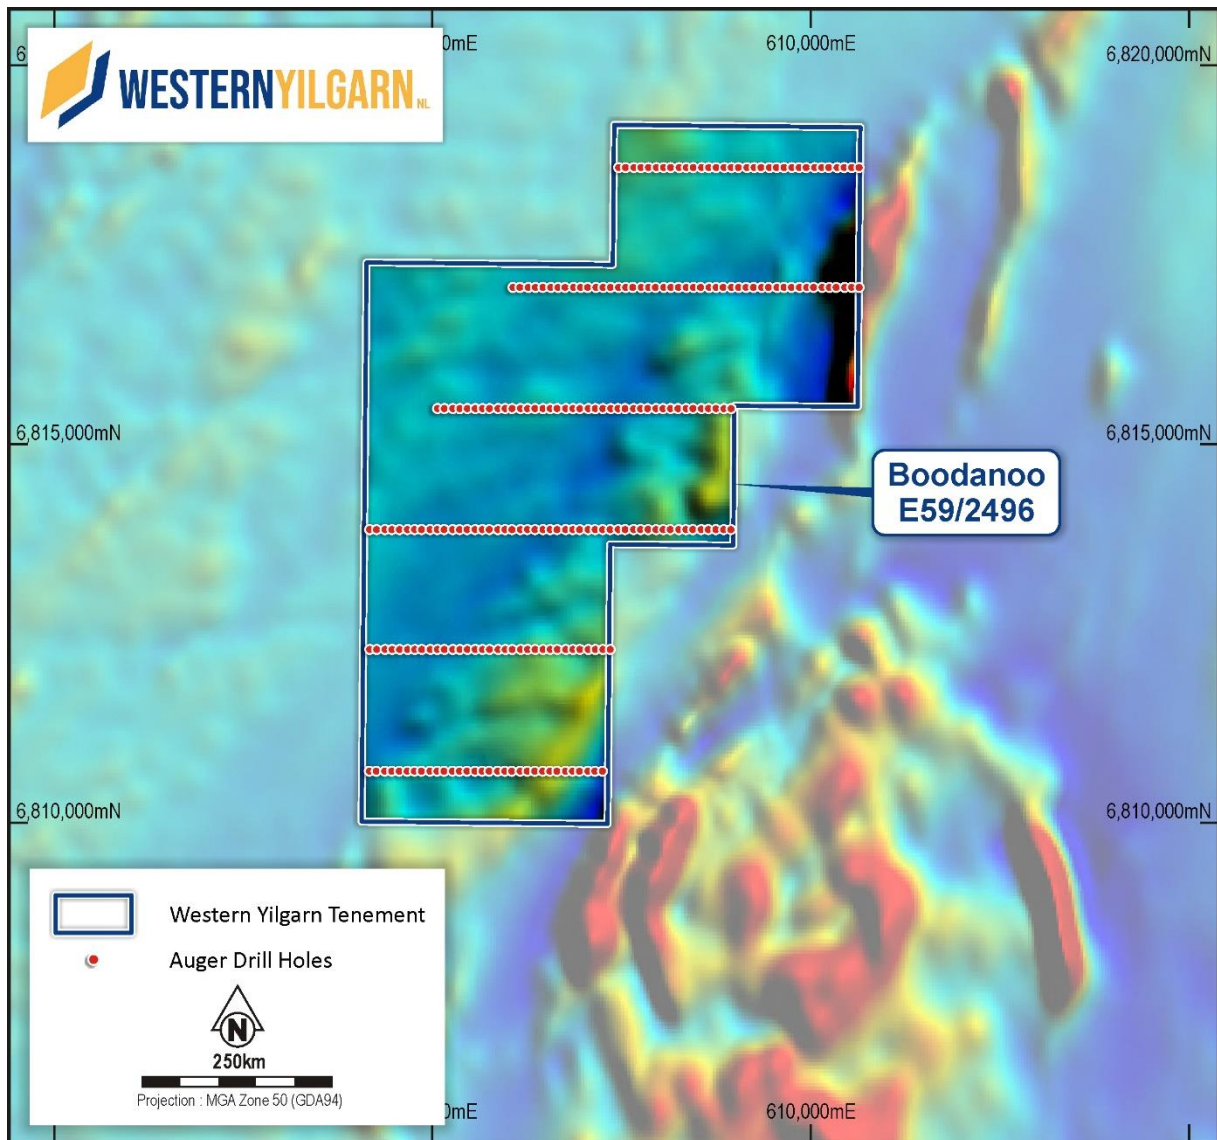 6
0mE
610,000mE
6,820,000mN
WESTERNYILGARN NL
6,815,000mN
6,815,000mN
Boodanoo
E59/2496
6,810,000mN
6,810,000mN
Western Yilgarn Tenement
Auger Drill Holes
N
250km
Projection : MGA Zone 50 (GDA94)
0mE
610,000mE